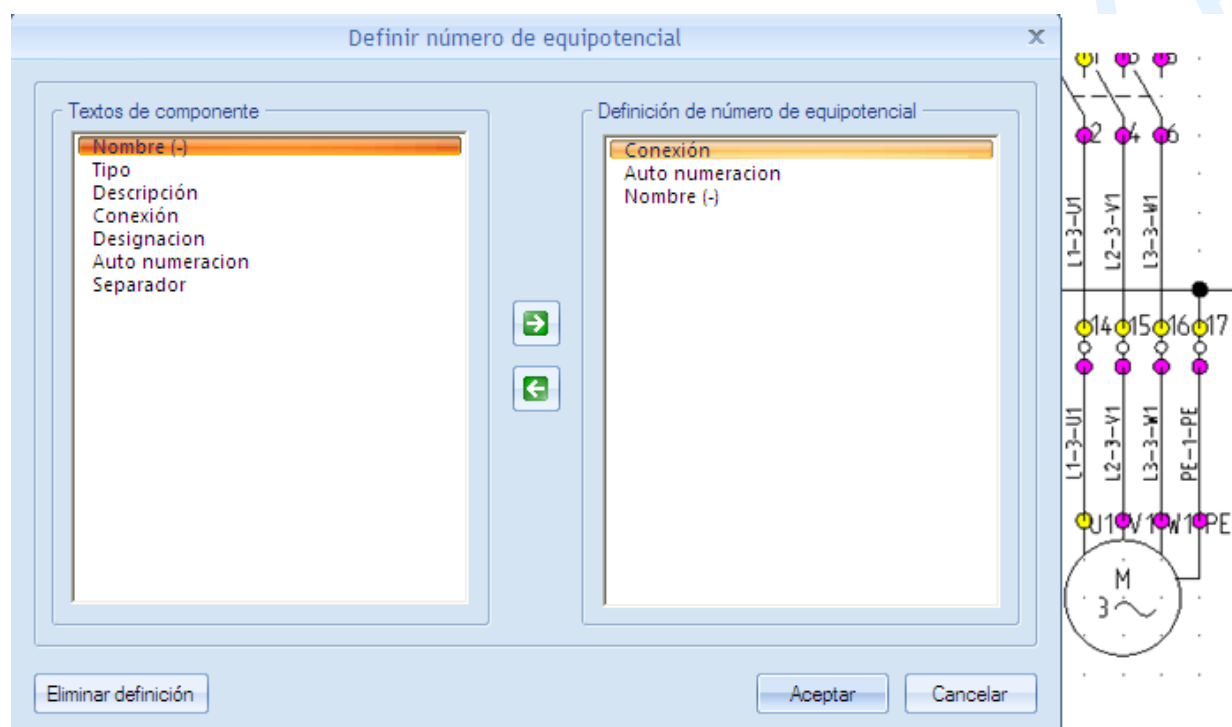 Definir número de equipotencial
x
Textos de componente
Nombre (-)
Tipo
Descripción
Conexión
Designacion
Auto numeracion
Separador
Definición de número de equipotencial
Conexión
Auto numeracion
Nombre (-)
Eliminar definición
Aceptar
Cancelar
2 4 6
L1-3-U1
L2-3-V1
L3-3-W1
14 15 16 17
L1-3-U1
L2-3-V1
L3-3-W1
PE-1-PE
U1 V1 W1 PE
M
3